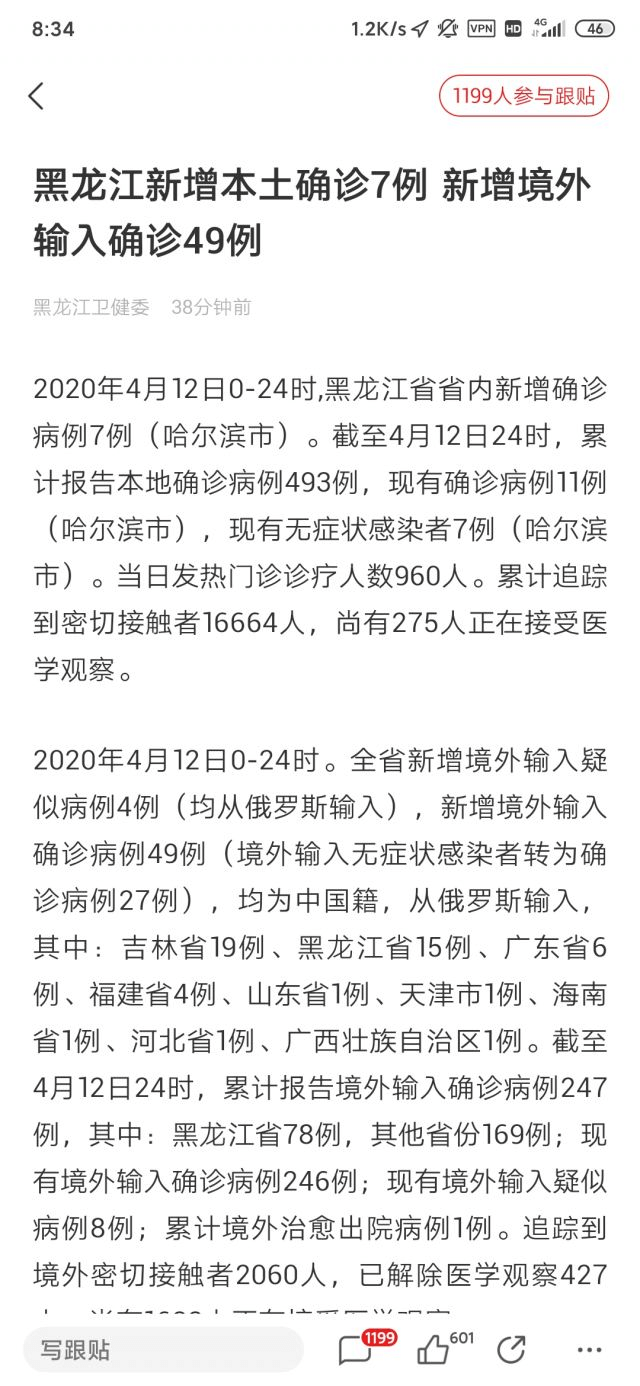 8:34
1.2K/s VPN HD 4G 46
1199人参与跟贴
黑龙江新增本土确诊7例 新增境外
输入确诊49例
黑龙江卫健委 38分钟前
2020年4月12日0-24时,黑龙江省省内新增确诊
病例7例（哈尔滨市）。截至4月12日24时，累
计报告本地确诊病例493例，现有确诊病例11例
（哈尔滨市），现有无症状感染者7例（哈尔滨
市）。当日发热门诊诊疗人数960人。累计追踪
到密切接触者16664人，尚有275人正在接受医
学观察。
2020年4月12日0-24时。全省新增境外输入疑
似病例4例（均从俄罗斯输入），新增境外输入
确诊病例49例（境外输入无症状感染者转为确
诊病例27例），均为中国籍，从俄罗斯输入，
其中：吉林省19例、黑龙江省15例、广东省6
例、福建省4例、山东省1例、天津市1例、海南
省1例、河北省1例、广西壮族自治区1例。截至
4月12日24时，累计报告境外输入确诊病例247
例，其中：黑龙江省78例，其他省份169例；现
有境外输入确诊病例246例；现有境外输入疑似
病例8例；累计境外治愈出院病例1例。追踪到
境外密切接触者2060人，已解除医学观察427
写跟贴 1199 601